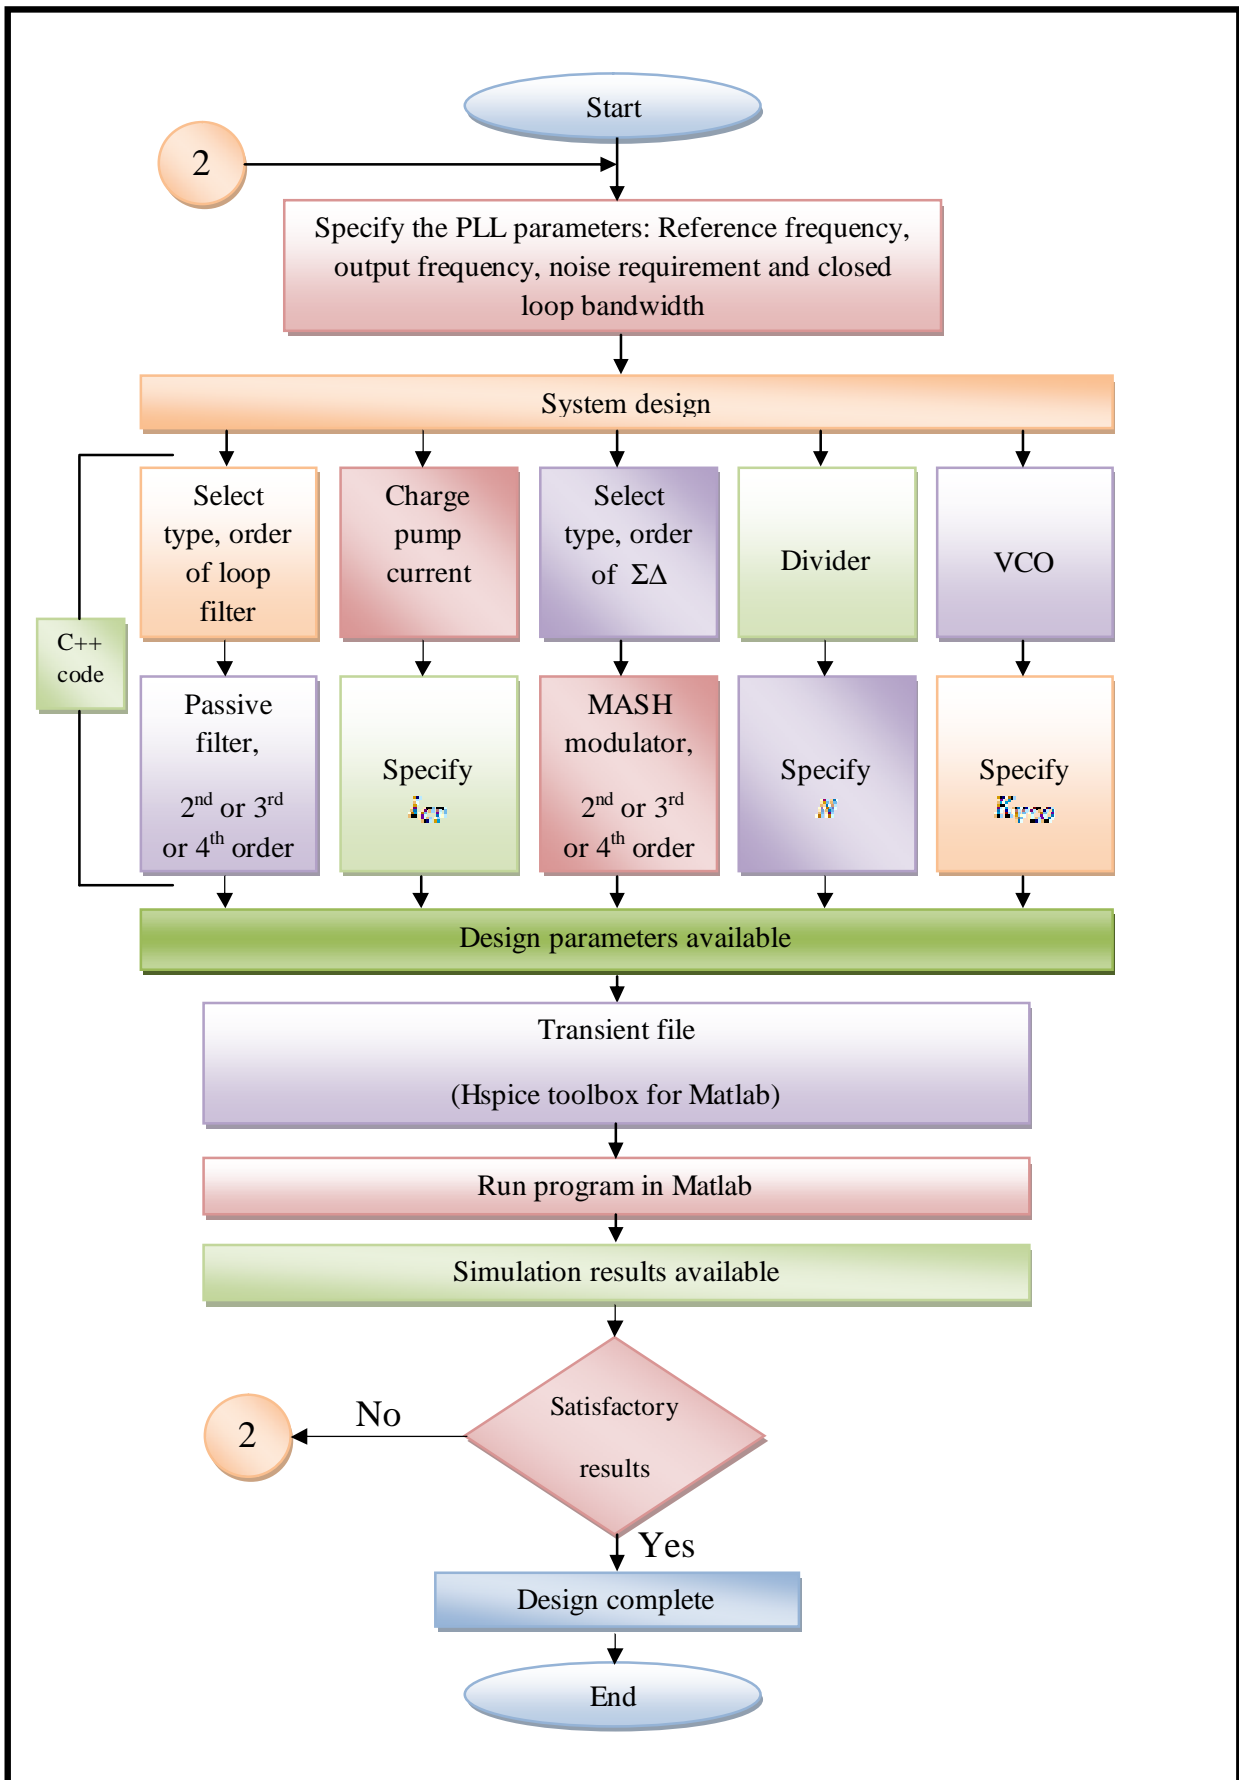 Start
2
Specify the PLL parameters: Reference frequency,
output frequency, noise requirement and closed
loop bandwidth
System design
Select
type, order
of loop
filter
Charge
pump
current
Select
type, order
of ΣΔ
Divider
VCO
C++
code
Passive
filter,
2nd or 3rd
or 4th order
Specify
MASH
modulator,
2nd or 3rd
or 4th order
Specify
N
Specify
KVCO
Design parameters available
Transient file
(Hspice toolbox for Matlab)
Run program in Matlab
Simulation results available
Satisfactory
results
No
2
Yes
Design complete
End